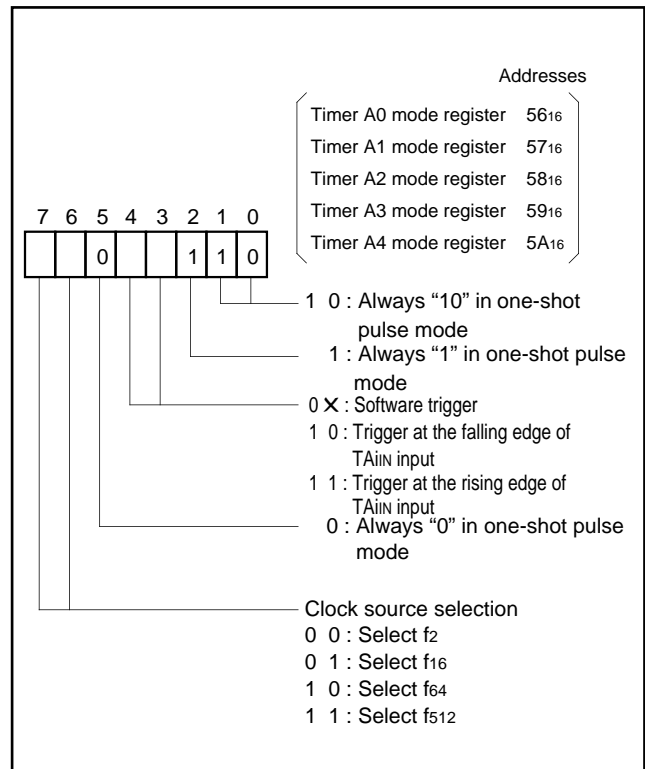 Addresses
Timer A0 mode register 5616
Timer A1 mode register 5716
Timer A2 mode register 5816
Timer A3 mode register 5916
Timer A4 mode register 5A16
7 6 5 4 3 2 1 0
0 1 1 0
1 0 : Always “10” in one-shot
pulse mode
1 : Always “1” in one-shot pulse
mode
0 ✕ : Software trigger
1 0 : Trigger at the falling edge of
TAiIN input
1 1 : Trigger at the rising edge of
TAiIN input
0 : Always “0” in one-shot pulse
mode
Clock source selection
0 0 : Select f2
0 1 : Select f16
1 0 : Select f64
1 1 : Select f512